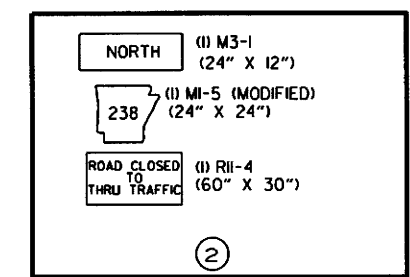 NORTH
(1) M3-1
(24" X 12")
238
(1) M1-5 (MODIFIED)
(24" X 24")
ROAD CLOSED
TO
THRU TRAFFIC
(1) R11-4
(60" X 30")
2